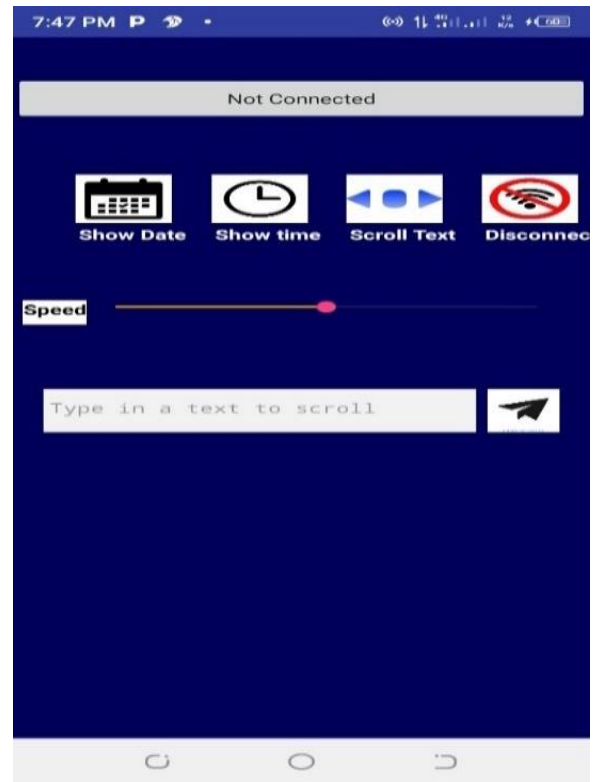 7:47 PM P
Not Connected
Show Date Show time Scroll Text Disconnec
Speed
Type in a text to scroll